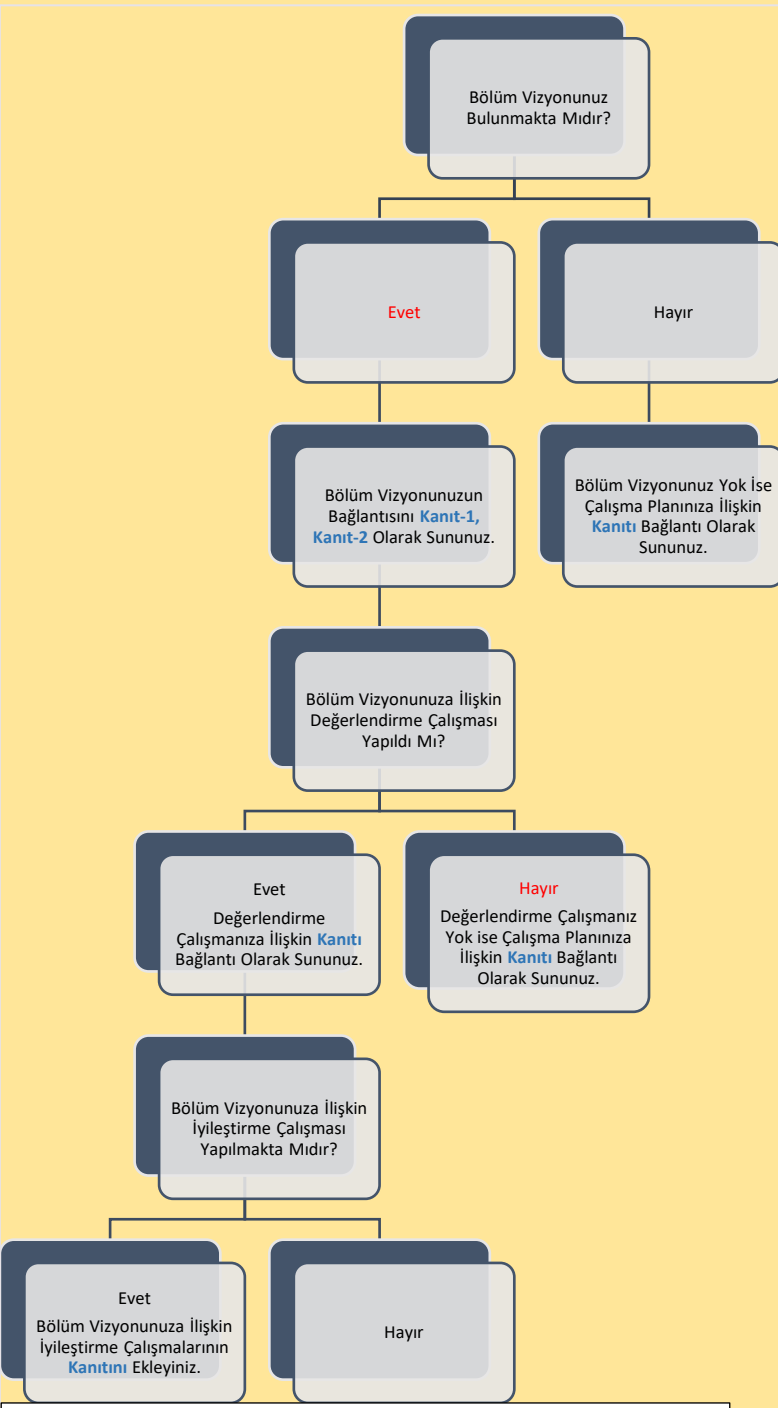 Bölüm Vizyonunuz
Bulunmakta Mıdır?
Evet
Hayır
Bölüm Vizyonunuzun
Bağlantısını Kanıt-1,
Kanıt-2 Olarak Sununuz.
Bölüm Vizyonunuz Yok İse
Çalışma Planınıza İlişkin
Kanıtı Bağlantı Olarak
Sununuz.
Bölüm Vizyonunuza İlişkin
Değerlendirme Çalışması
Yapıldı Mı?
Evet
Değerlendirme
Çalışmanıza İlişkin Kanıtı
Bağlantı Olarak Sununuz.
Hayır
Değerlendirme Çalışmanız
Yok ise Çalışma Planınıza
İlişkin Kanıtı Bağlantı
Olarak Sununuz.
Bölüm Vizyonunuza İlişkin
İyileştirme Çalışması
Yapılmakta Mıdır?
Evet
Bölüm Vizyonunuza İlişkin
İyileştirme Çalışmalarının
Kanıtını Ekleyiniz.
Hayır